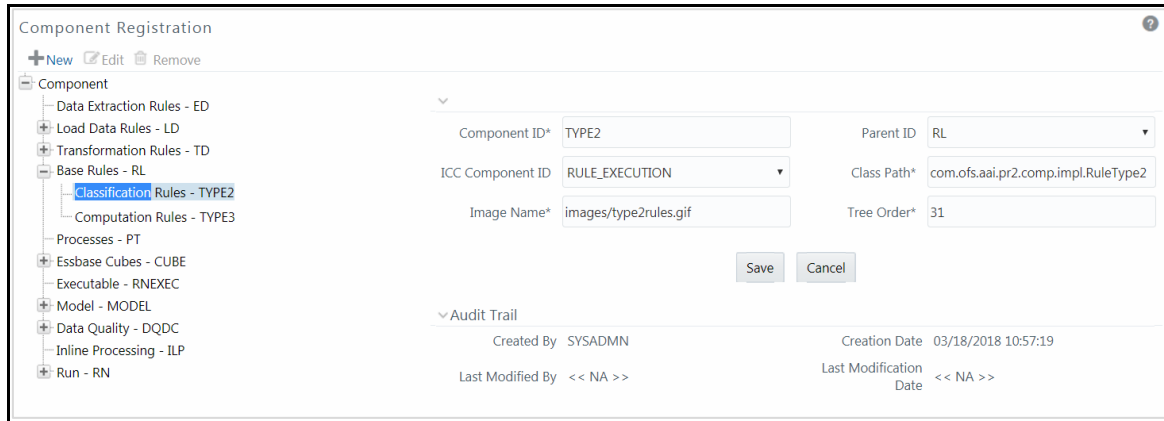 Component Registration
New Edit Remove
Component
Data Extraction Rules - ED
Load Data Rules - LD
Transformation Rules - TD
Base Rules - RL
Classification Rules - TYPE2
Computation Rules - TYPE3
Processes - PT
Essbase Cubes - CUBE
Executable - RNEXEC
Model - MODEL
Data Quality - DQDC
Inline Processing - ILP
Run - RN
Component ID* TYPE2 Parent ID RL
ICC Component ID RULE_EXECUTION Class Path* com.ofs.aai.pr2.comp.impl.RuleType2
Image Name* images/type2rules.gif Tree Order* 31
Save Cancel
Audit Trail
Created By SYSADMN Creation Date 03/18/2018 10:57:19
Last Modified By << NA >> Last Modification Date << NA >>